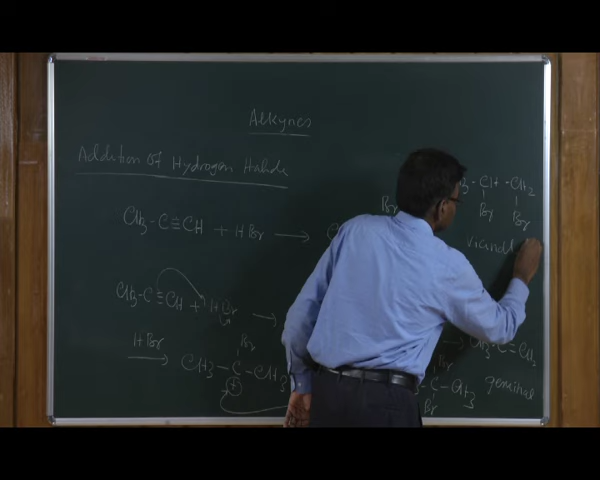 Alkynes
Addition of Hydrogen Halide
CH3 - CH - CH2
Br Br
vicinal
CH3 - C ≡ CH + HBr ⟶
Br
CH3 - C ≡ CH + H Br ⟶
⟶ CH3 - C = CH2
HBr
⟶ CH3 - C - CH3
Br
(+)
C - CH3
Br
Br
geminal